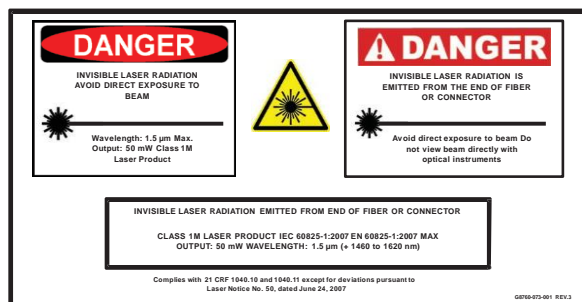 DANGER
INVISIBLE LASER RADIATION
AVOID DIRECT EXPOSURE TO
BEAM
Wavelength: 1.5 µm Max.
Output: 50 mW Class 1M
Laser Product
DANGER
INVISIBLE LASER RADIATION IS
EMITTED FROM THE END OF FIBER
OR CONNECTOR
Avoid direct exposure to beam Do
not view beam directly with
optical instruments
INVISIBLE LASER RADIATION EMITTED FROM END OF FIBER OR CONNECTOR
CLASS 1M LASER PRODUCT IEC 60825-1:2007 EN 60825-1:2007 MAX
OUTPUT: 50 mW WAVELENGTH: 1.5 µm (+ 1460 to 1620 nm)
Complies with 21 CRF 1040.10 and 1040.11 except for deviations pursuant to
Laser Notice No. 50, dated June 24, 2007
G8760-073-001 REV.3